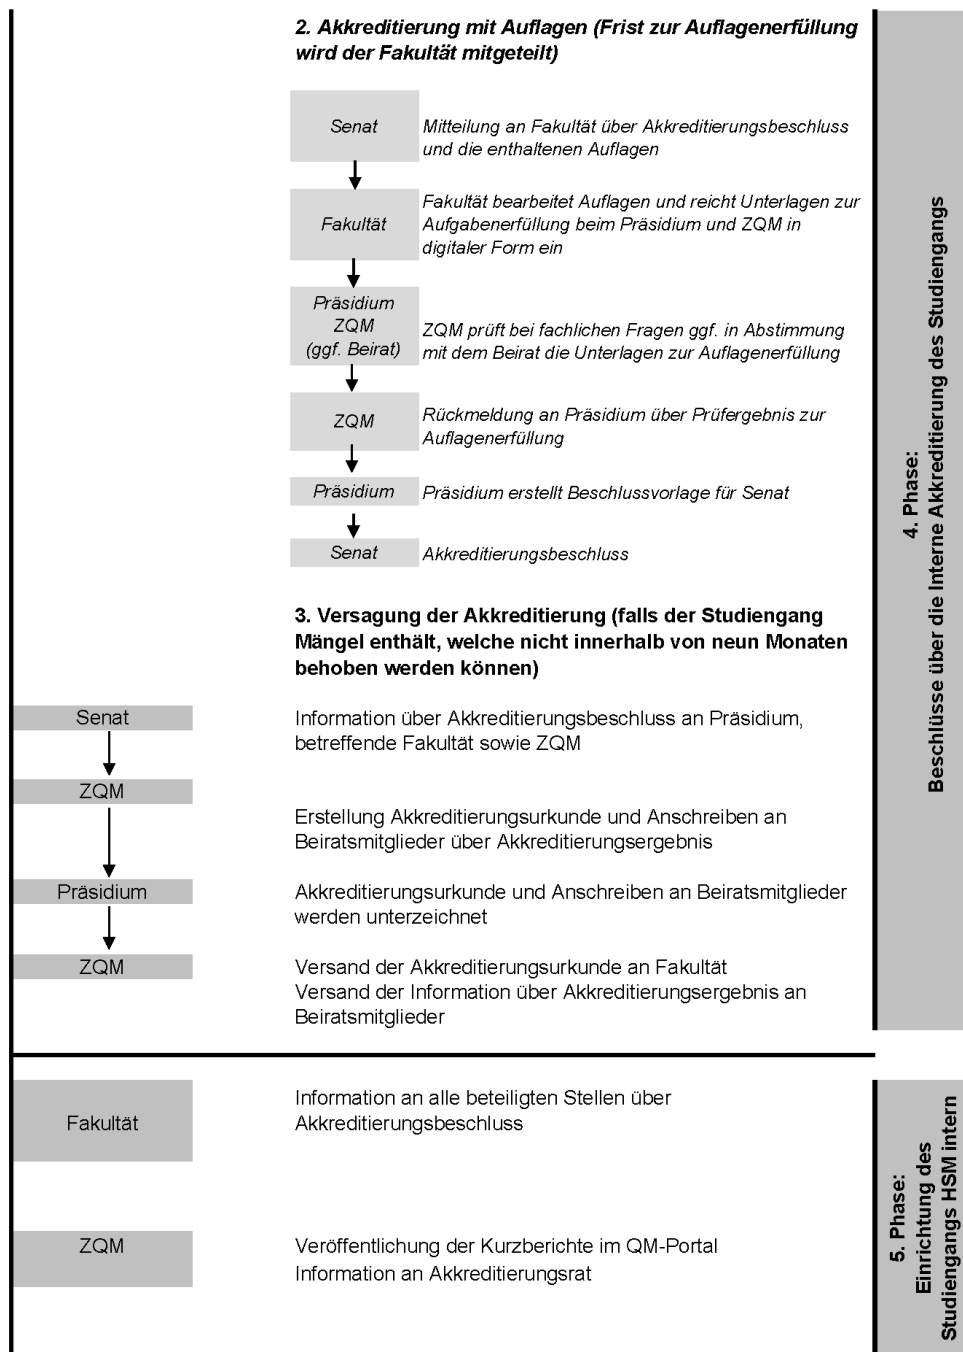 2. Akkreditierung mit Auflagen (Frist zur Auflagenerfüllung
wird der Fakultät mitgeteilt)
Senat
Mitteilung an Fakultät über Akkreditierungsbeschluss
und die enthaltenen Auflagen
Fakultät
Fakultät bearbeitet Auflagen und reicht Unterlagen zur
Aufgabenerfüllung beim Präsidium und ZQM in
digitaler Form ein
Präsidium
ZQM
(ggf. Beirat)
ZQM prüft bei fachlichen Fragen ggf. in Abstimmung
mit dem Beirat die Unterlagen zur Auflagenerfüllung
ZQM
Rückmeldung an Präsidium über Prüfergebnis zur
Auflagenerfüllung
Präsidium
Präsidium erstellt Beschlussvorlage für Senat
Senat
Akkreditierungsbeschluss
3. Versagung der Akkreditierung (falls der Studiengang
Mängel enthält, welche nicht innerhalb von neun Monaten
behoben werden können)
Senat
Information über Akkreditierungsbeschluss an Präsidium,
betreffende Fakultät sowie ZQM
ZQM
Erstellung Akkreditierungsurkunde und Anschreiben an
Beiratsmitglieder über Akkreditierungsergebnis
Präsidium
Akkreditierungsurkunde und Anschreiben an Beiratsmitglieder
werden unterzeichnet
ZQM
Versand der Akkreditierungsurkunde an Fakultät
Versand der Information über Akkreditierungsergebnis an
Beiratsmitglieder
4. Phase:
Beschlüsse über die Interne Akkreditierung des Studiengangs
Fakultät
Information an alle beteiligten Stellen über
Akkreditierungsbeschluss
ZQM
Veröffentlichung der Kurzberichte im QM-Portal
Information an Akkreditierungsrat
5. Phase:
Einrichtung des
Studiengangs HSM intern